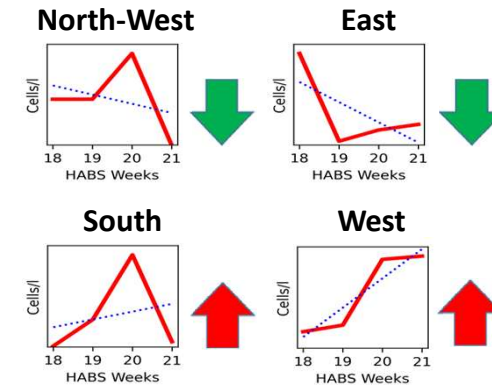 North-West
Cells/l
18 19 20 21
HABS Weeks
East
Cells/l
18 19 20 21
HABS Weeks
South
Cells/l
18 19 20 21
HABS Weeks
West
Cells/l
18 19 20 21
HABS Weeks